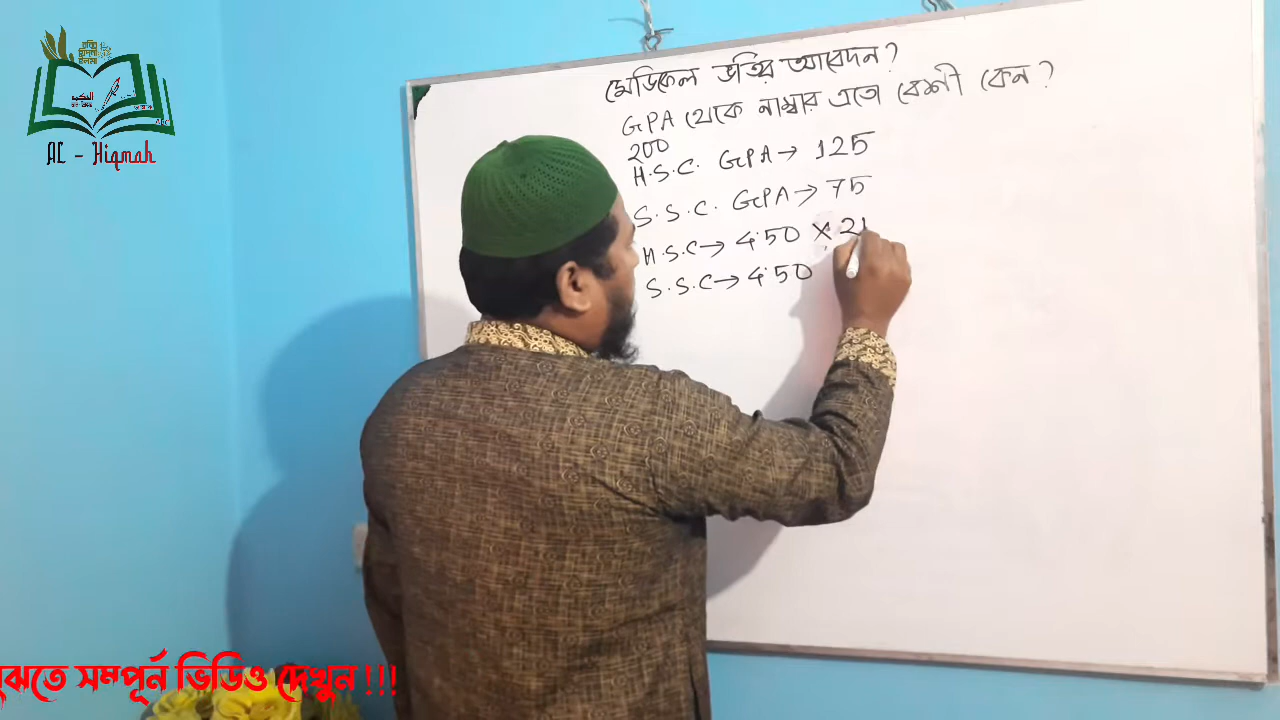 AL - Hiqmah
মেডিকেল ভর্তির আবেদন ?
GPA থেকে নাম্বার এতো বেশী কেন ?
200
H.S.C. GPA → 125
S.S.C. GPA → 75
H.S.C → 4.50 × 2
S.S.C → 4.50
ঝতে সম্পূর্ন ভিডিও দেখুন !!!